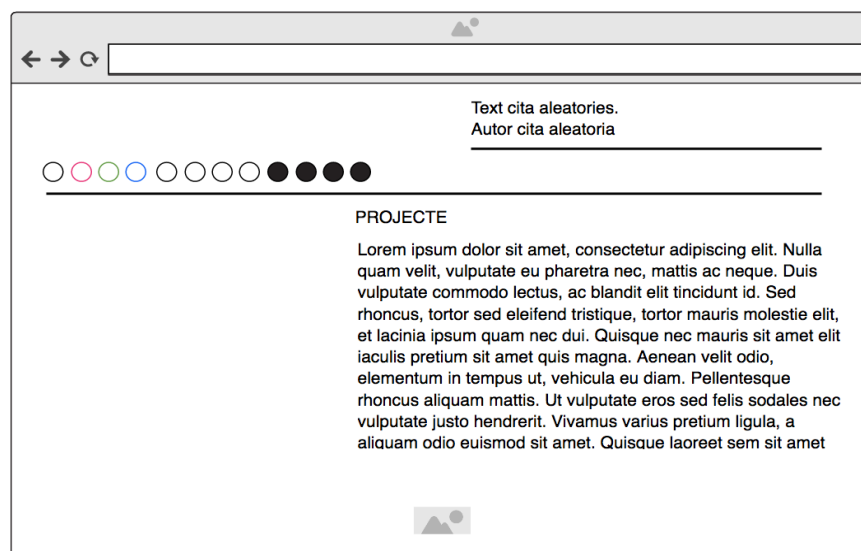 Text cita aleatories.
Autor cita aleatoria
PROJECTE
Lorem ipsum dolor sit amet, consectetur adipiscing elit. Nulla
quam velit, vulputate eu pharetra nec, mattis ac neque. Duis
vulputate commodo lectus, ac blandit elit tincidunt id. Sed
rhoncus, tortor sed eleifend tristique, tortor mauris molestie elit,
et lacinia ipsum quam nec dui. Quisque nec mauris sit amet elit
iaculis pretium sit amet quis magna. Aenean velit odio,
elementum in tempus ut, vehicula eu diam. Pellentesque
rhoncus aliquam mattis. Ut vulputate eros sed felis sodales nec
vulputate justo hendrerit. Vivamus varius pretium ligula, a
aliquam odio euismod sit amet. Quisque laoreet sem sit amet